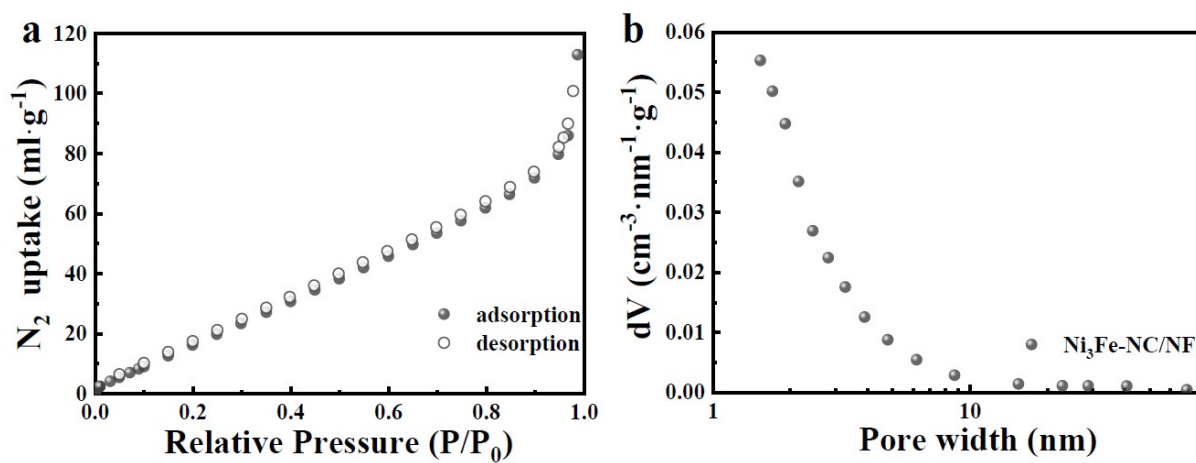 a
120
100
80
60
40
20
0
N₂ uptake (ml·g⁻¹)
adsorption
desorption
0.0 0.2 0.4 0.6 0.8 1.0
Relative Pressure (P/P₀)
b
0.06
0.05
0.04
0.03
0.02
0.01
0.00
dV (cm⁻³·nm⁻¹·g⁻¹)
Ni₃Fe-NC/NF
1 10
Pore width (nm)